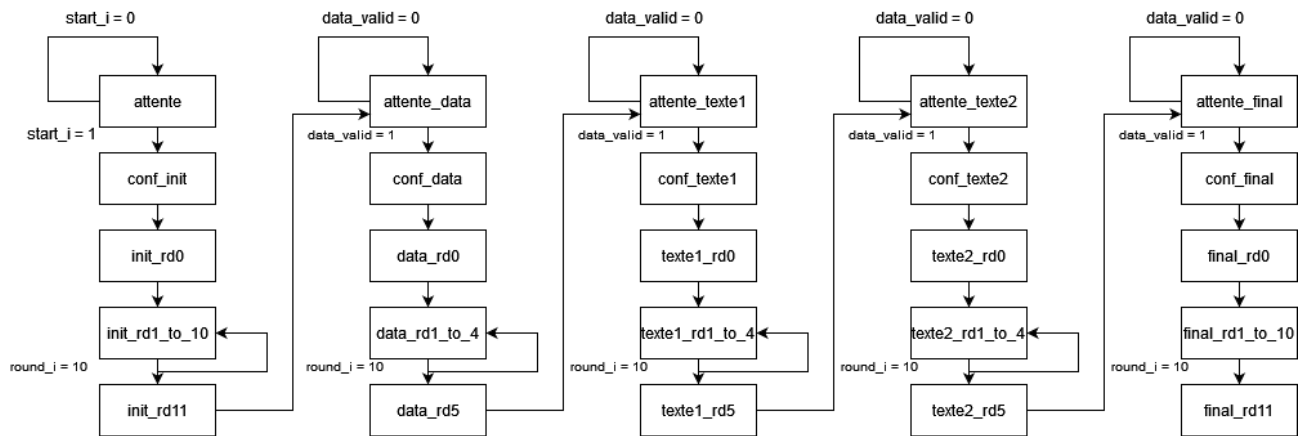 start_i = 0
attente
start_i = 1
conf_init
init_rd0
init_rd1_to_10
round_i = 10
init_rd11
data_valid = 0
attente_data
data_valid = 1
conf_data
data_rd0
data_rd1_to_4
round_i = 10
data_rd5
data_valid = 0
attente_texte1
data_valid = 1
conf_texte1
texte1_rd0
texte1_rd1_to_4
round_i = 10
texte1_rd5
data_valid = 0
attente_texte2
data_valid = 1
conf_texte2
texte2_rd0
texte2_rd1_to_4
round_i = 10
texte2_rd5
data_valid = 0
attente_final
data_valid = 1
conf_final
final_rd0
final_rd1_to_10
round_i = 10
final_rd11